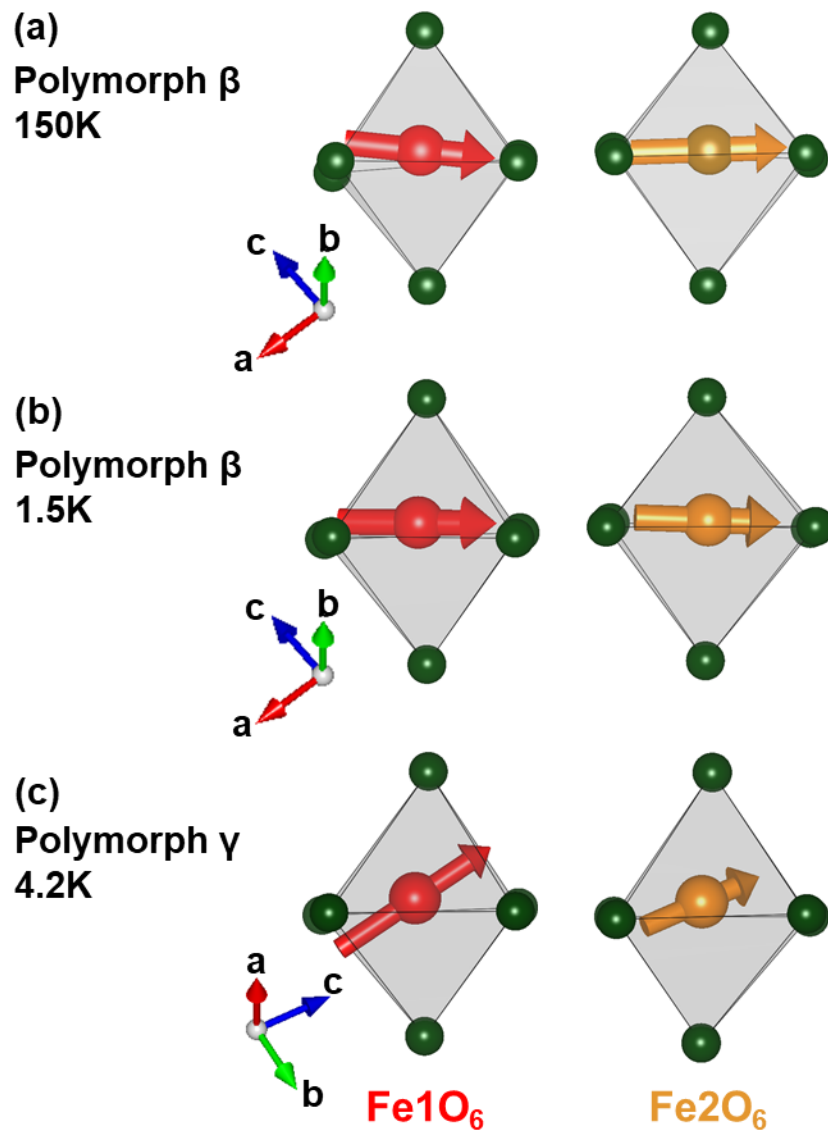 (a)
Polymorph β
150K
c
b
a
(b)
Polymorph β
1.5K
c
b
a
(c)
Polymorph γ
4.2K
a
c
b
Fe1O₆
Fe2O₆